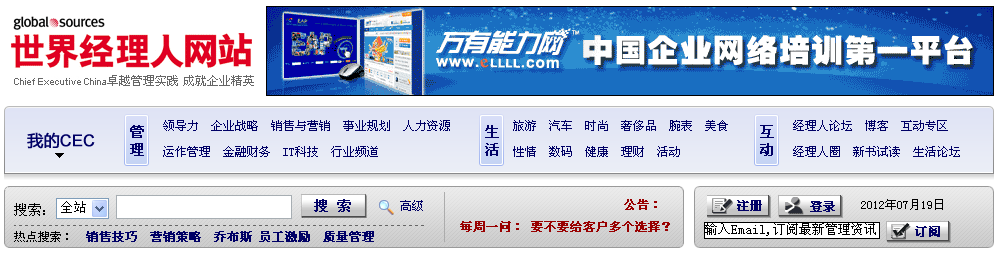 global sources
世界经理人网站
Chief Executive China卓越管理实践 成就企业精英
EAP
万有能力网™
www.eLLLL.com
中国企业网络培训第一平台
我的CEC
管理
领导力 企业战略 销售与营销 事业规划 人力资源
运作管理 金融财务 IT科技 行业频道
生活
旅游 汽车 时尚 奢侈品 腕表 美食
性情 数码 健康 理财 活动
互动
经理人论坛 博客 互动专区
经理人圈 新书试读 生活论坛
搜索: 全站 搜 索 高级
热点搜索： 销售技巧 营销策略 乔布斯 员工激励 质量管理
公告：
每周一问： 要不要给客户多个选择？
注册 登录 2012年07月19日
输入Email,订阅最新管理资讯 订阅